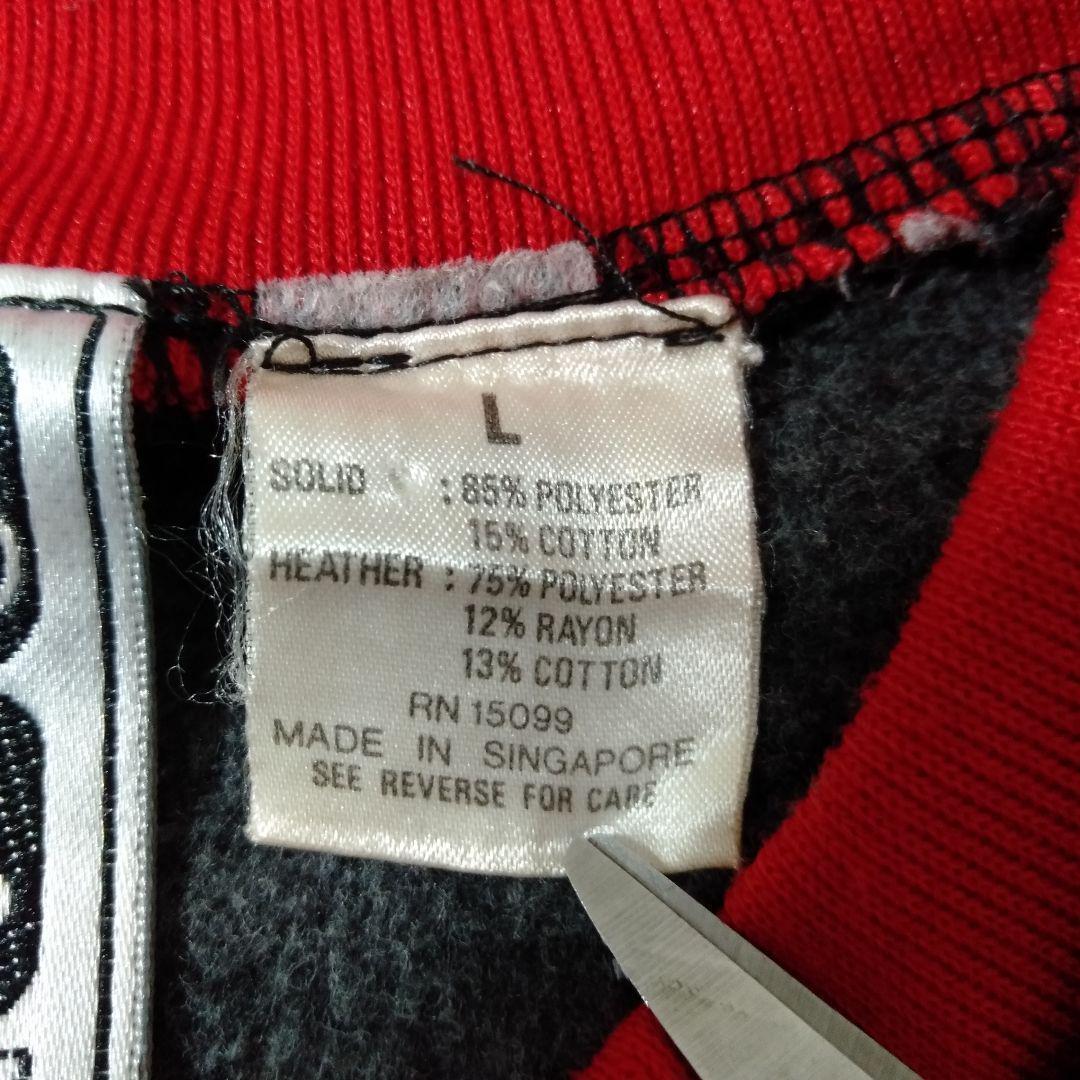 L
SOLID : 85% POLYESTER
15% COTTON
HEATHER : 75% POLYESTER
12% RAYON
13% COTTON
RN 15099
MADE IN SINGAPORE
SEE REVERSE FOR CARE